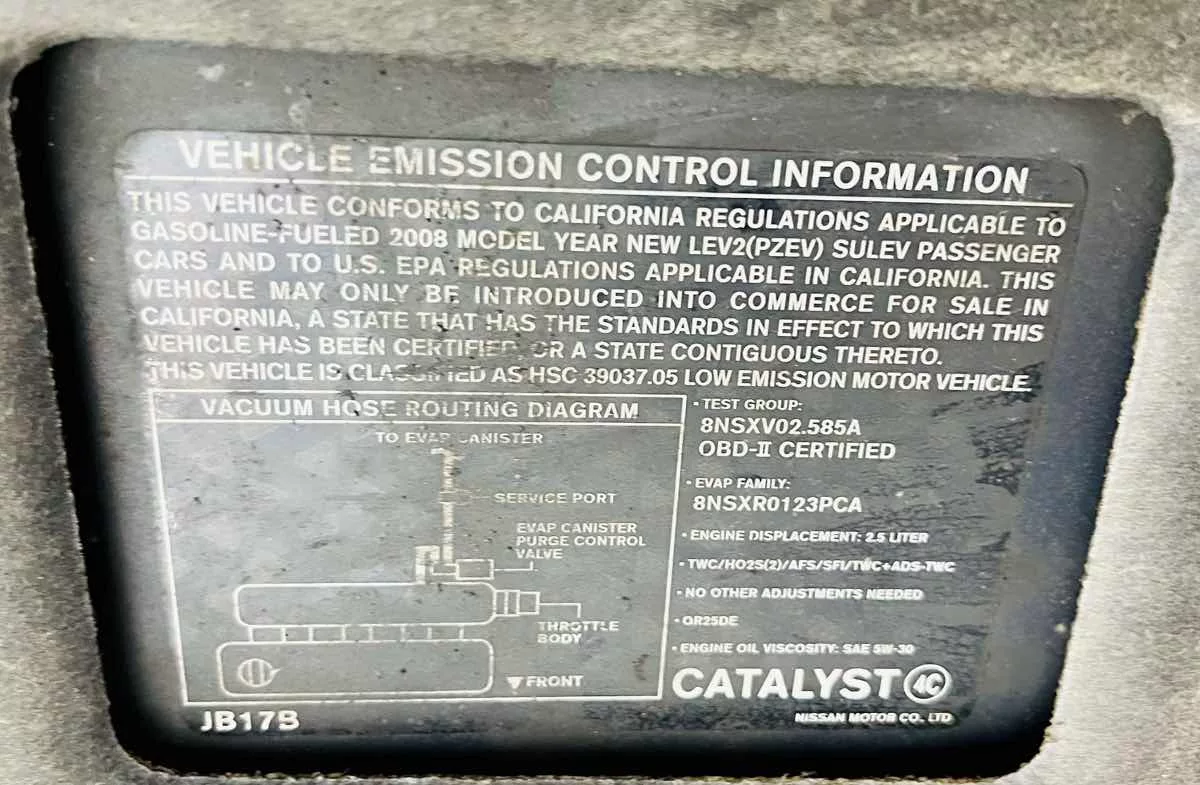 VEHICLE EMISSION CONTROL INFORMATION
THIS VEHICLE CONFORMS TO CALIFORNIA REGULATIONS APPLICABLE TO
GASOLINE-FUELED 2008 MODEL YEAR NEW LEV2(PZEV) SULEV PASSENGER
CARS AND TO U.S. EPA REGULATIONS APPLICABLE IN CALIFORNIA. THIS
VEHICLE MAY ONLY BE INTRODUCED INTO COMMERCE FOR SALE IN
CALIFORNIA, A STATE THAT HAS THE STANDARDS IN EFFECT TO WHICH THIS
VEHICLE HAS BEEN CERTIFIED, OR A STATE CONTIGUOUS THERETO.
THIS VEHICLE IS CLASSIFIED AS HSC 39037.05 LOW EMISSION MOTOR VEHICLE.
VACUUM HOSE ROUTING DIAGRAM
TO EVAP CANISTER
SERVICE PORT
EVAP CANISTER
PURGE CONTROL
VALVE
THROTTLE
BODY
▼FRONT
JB17B
• TEST GROUP:
8NSXV02.585A
OBD-II CERTIFIED
• EVAP FAMILY:
8NSXR0123PCA
• ENGINE DISPLACEMENT: 2.5 LITER
• TWC/HO2S(2)/AFS/SFI/TWC+ADS-TWC
• NO OTHER ADJUSTMENTS NEEDED
• QR25DE
• ENGINE OIL VISCOSITY: SAE 5W-30
CATALYST 4C
NISSAN MOTOR CO., LTD